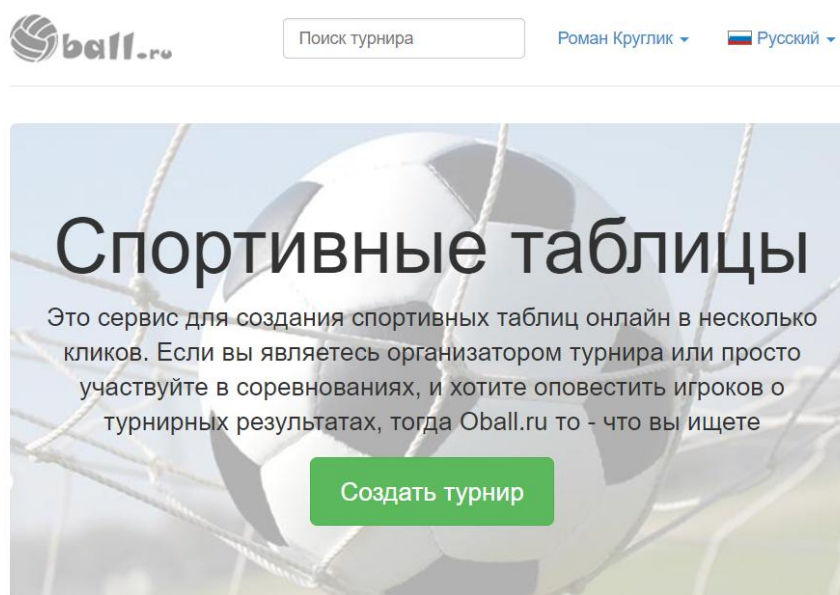 Oball.ru
Поиск турнира
Роман Круглик
Русский
Спортивные таблицы
Это сервис для создания спортивных таблиц онлайн в несколько
кликов. Если вы являетесь организатором турнира или просто
участвуйте в соревнованиях, и хотите оповестить игроков о
турнирных результатах, тогда Oball.ru то - что вы ищете
Создать турнир